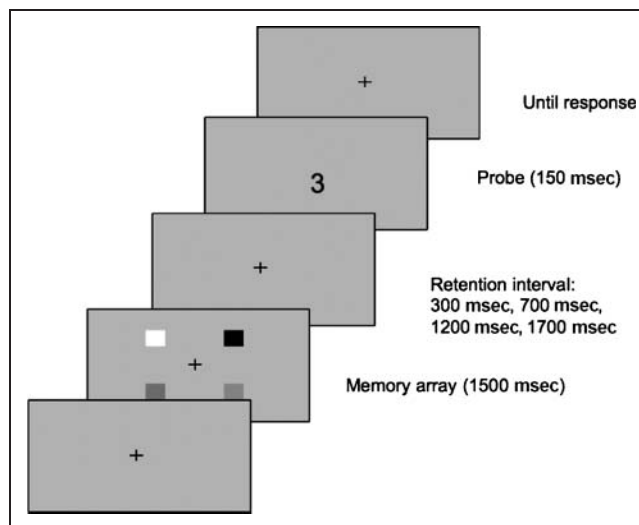 Until response
3
Probe (150 msec)
Retention interval:
300 msec, 700 msec,
1200 msec, 1700 msec
Memory array (1500 msec)